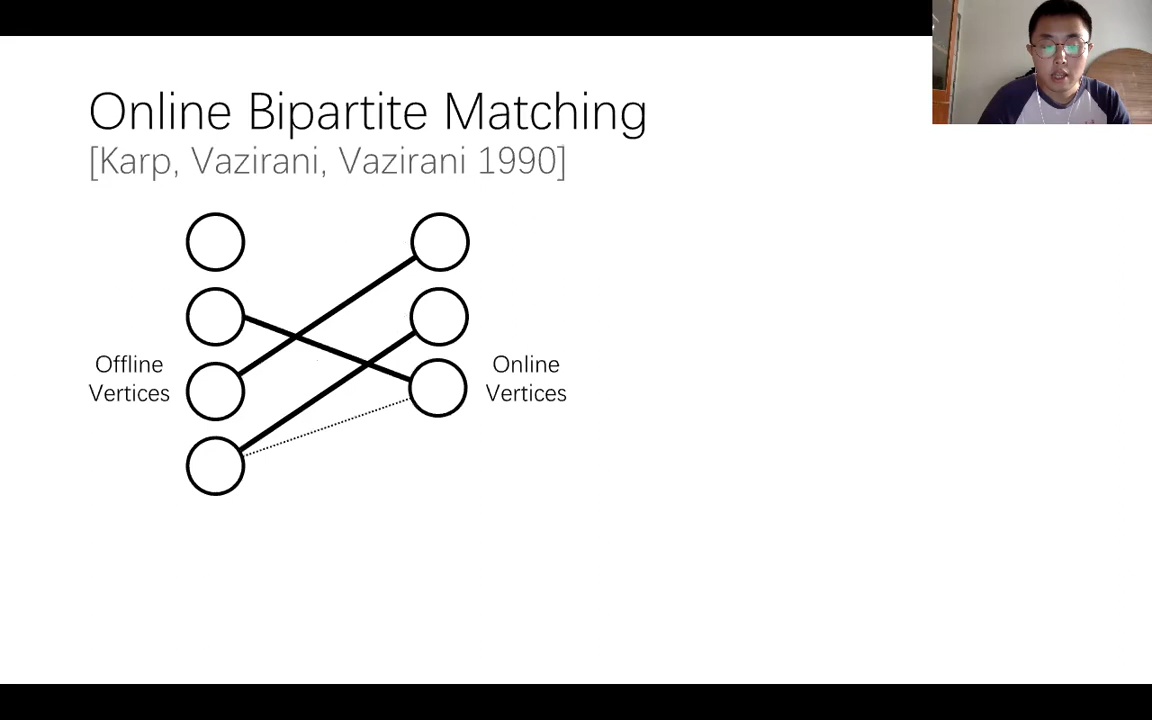 Online Bipartite Matching
[Karp, Vazirani, Vazirani 1990]
Offline
Vertices
Online
Vertices